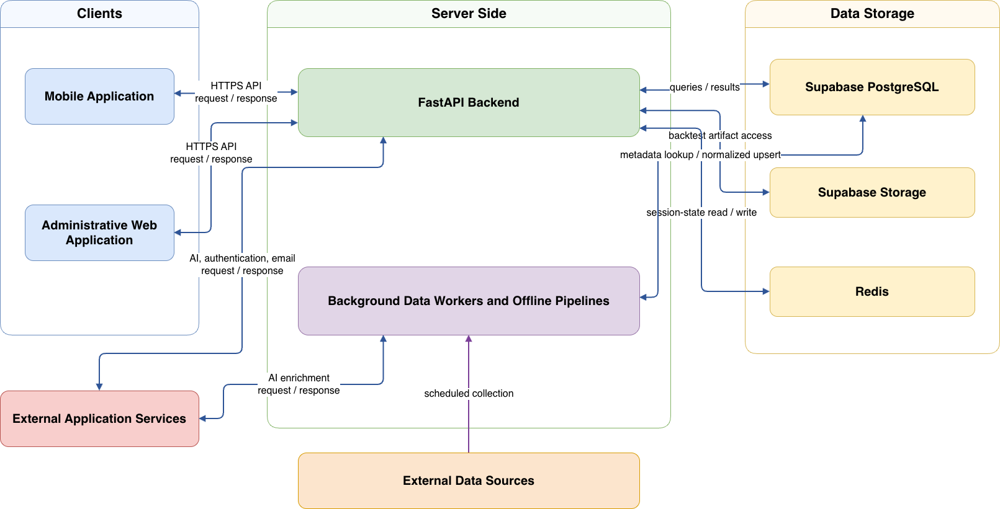 Clients
Server Side
Data Storage
Mobile Application
HTTPS API
request / response
FastAPI Backend
queries / results
Supabase PostgreSQL
HTTPS API
request / response
backtest artifact access
metadata lookup / normalized upsert
Supabase Storage
session-state read / write
Administrative Web
Application
AI, authentication, email
request / response
Background Data Workers and Offline Pipelines
Redis
AI enrichment
request / response
scheduled collection
External Application Services
External Data Sources